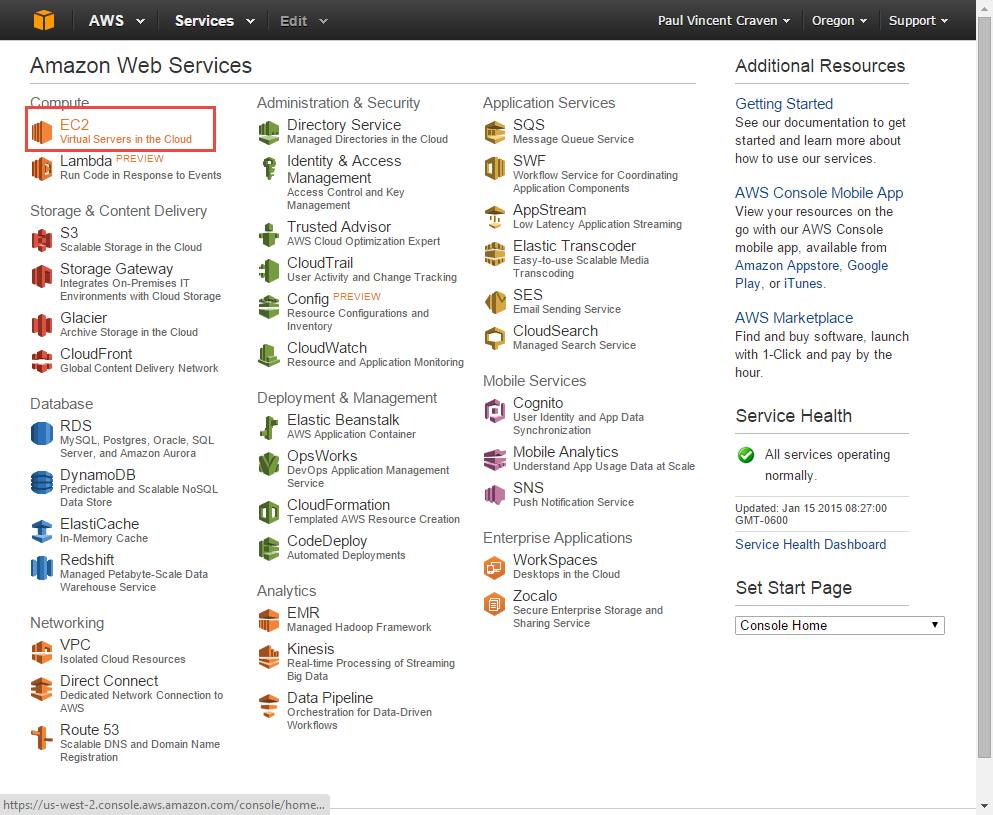 AWS Services Edit Paul Vincent Craven Oregon Support
Amazon Web Services
Compute
EC2
Virtual Servers in the Cloud
Lambda PREVIEW
Run Code in Response to Events
Storage & Content Delivery
S3
Scalable Storage in the Cloud
Storage Gateway
Integrates On-Premises IT
Environments with Cloud Storage
Glacier
Archive Storage in the Cloud
CloudFront
Global Content Delivery Network
Database
RDS
MySQL, Postgres, Oracle, SQL
Server, and Amazon Aurora
DynamoDB
Predictable and Scalable NoSQL
Data Store
ElastiCache
In-Memory Cache
Redshift
Managed Petabyte-Scale Data
Warehouse Service
Networking
VPC
Isolated Cloud Resources
Direct Connect
Dedicated Network Connection to
AWS
Route 53
Scalable DNS and Domain Name
Registration
Administration & Security
Directory Service
Managed Directories in the Cloud
Identity & Access
Management
Access Control and Key
Management
Trusted Advisor
AWS Cloud Optimization Expert
CloudTrail
User Activity and Change Tracking
Config PREVIEW
Resource Configurations and
Inventory
CloudWatch
Resource and Application Monitoring
Deployment & Management
Elastic Beanstalk
AWS Application Container
OpsWorks
DevOps Application Management
Service
CloudFormation
Templated AWS Resource Creation
CodeDeploy
Automated Deployments
Analytics
EMR
Managed Hadoop Framework
Kinesis
Real-time Processing of Streaming
Big Data
Data Pipeline
Orchestration for Data-Driven
Workflows
Application Services
SQS
Message Queue Service
SWF
Workflow Service for Coordinating
Application Components
AppStream
Low Latency Application Streaming
Elastic Transcoder
Easy-to-use Scalable Media
Transcoding
SES
Email Sending Service
CloudSearch
Managed Search Service
Mobile Services
Cognito
User Identity and App Data
Synchronization
Mobile Analytics
Understand App Usage Data at Scale
SNS
Push Notification Service
Enterprise Applications
WorkSpaces
Desktops in the Cloud
Zocalo
Secure Enterprise Storage and
Sharing Service
Additional Resources
Getting Started
See our documentation to get
started and learn more about
how to use our services.
AWS Console Mobile App
View your resources on the
go with our AWS Console
mobile app, available from
Amazon Appstore, Google
Play, or iTunes.
AWS Marketplace
Find and buy software, launch
with 1-Click and pay by the
hour.
Service Health
All services operating
normally.
Updated: Jan 15 2015 08:27:00
GMT-0600
Service Health Dashboard
Set Start Page
Console Home
https://us-west-2.console.aws.amazon.com/console/home...